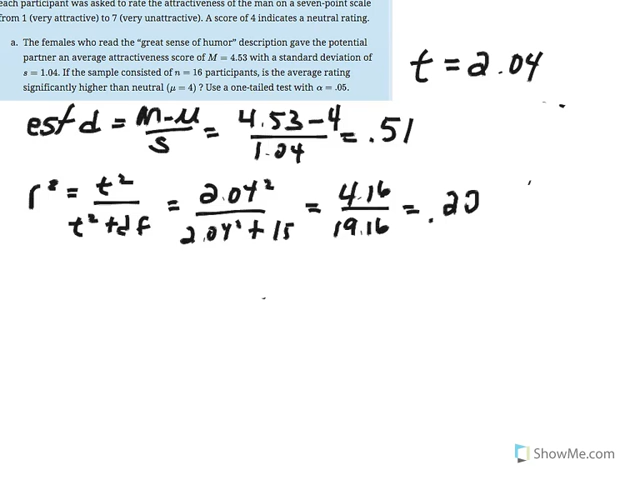 each participant was asked to rate the attractiveness of the man on a seven-point scale
from 1 (very attractive) to 7 (very unattractive). A score of 4 indicates a neutral rating.
a. The females who read the “great sense of humor” description gave the potential
partner an average attractiveness score of M = 4.53 with a standard deviation of
s = 1.04. If the sample consisted of n = 16 participants, is the average rating
significantly higher than neutral (μ = 4) ? Use a one-tailed test with α = .05.
t = 2.04
est d = M-μ/s = 4.53-4/1.04 = .51
r² = t²/t²+df = 2.04²/2.04²+15 = 4.16/19.16 = .20
ShowMe.com